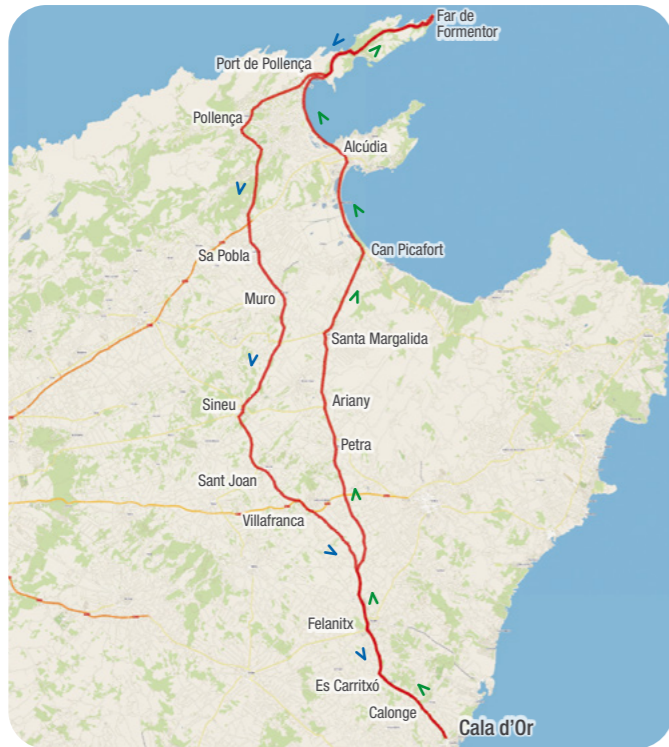 Far de
Formentor
Port de Pollença
Pollença
Alcúdia
Sa Pobla
Can Picafort
Muro
Santa Margalida
Sineu
Ariany
Petra
Sant Joan
Villafranca
Felanitx
Es Carritxó
Calonge
Cala d'Or